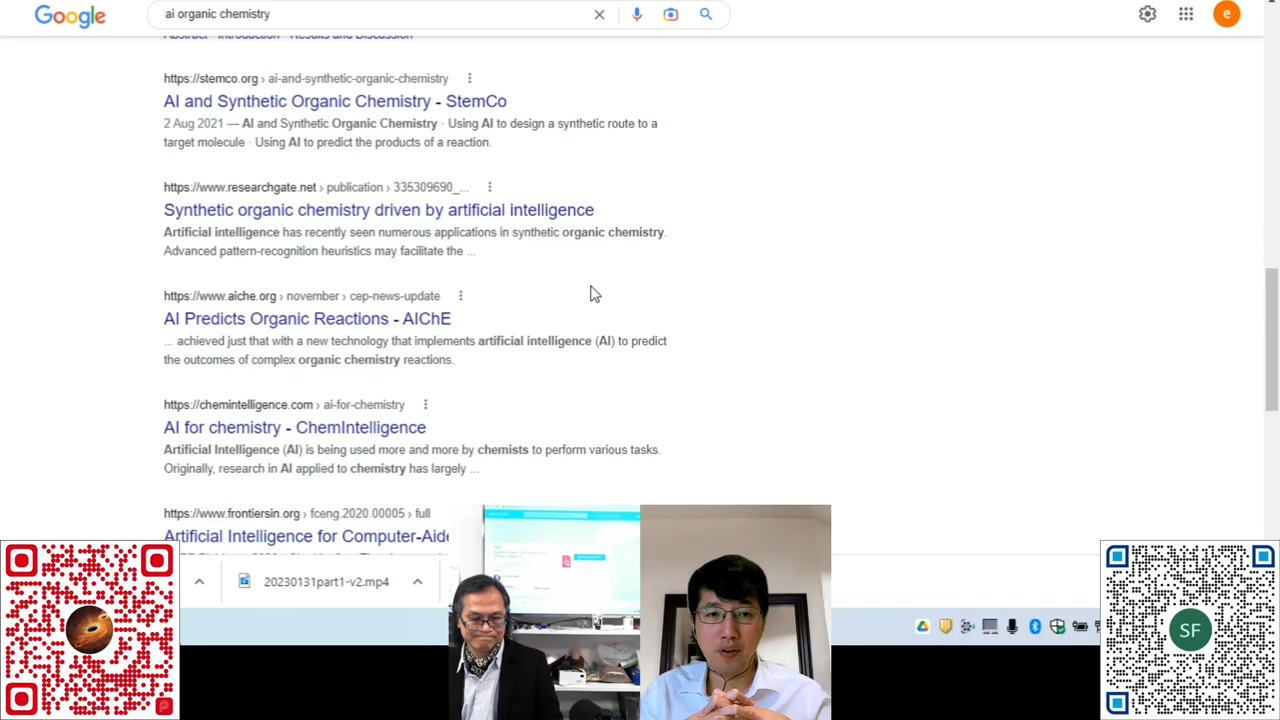 Google
ai organic chemistry
e
Abstract · Introduction · Results and Discussion
https://stemco.org › ai-and-synthetic-organic-chemistry
AI and Synthetic Organic Chemistry - StemCo
2 Aug 2021 — AI and Synthetic Organic Chemistry · Using AI to design a synthetic route to a
target molecule · Using AI to predict the products of a reaction.
https://www.researchgate.net › publication › 335309690_...
Synthetic organic chemistry driven by artificial intelligence
Artificial intelligence has recently seen numerous applications in synthetic organic chemistry.
Advanced pattern-recognition heuristics may facilitate the ...
https://www.aiche.org › november › cep-news-update
AI Predicts Organic Reactions - AIChE
... achieved just that with a new technology that implements artificial intelligence (AI) to predict
the outcomes of complex organic chemistry reactions.
https://chemintelligence.com › ai-for-chemistry
AI for chemistry - ChemIntelligence
Artificial Intelligence (AI) is being used more and more by chemists to perform various tasks.
Originally, research in AI applied to chemistry has largely ...
https://www.frontiersin.org › fceng.2020.00005 › full
Artificial Intelligence for Computer-Aide
20230131part1-v2.mp4
SF